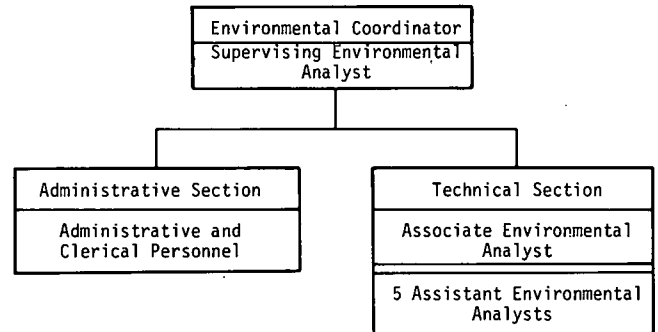 Environmental Coordinator
Supervising Environmental
Analyst
Administrative Section
Administrative and
Clerical Personnel
Technical Section
Associate Environmental
Analyst
5 Assistant Environmental
Analysts